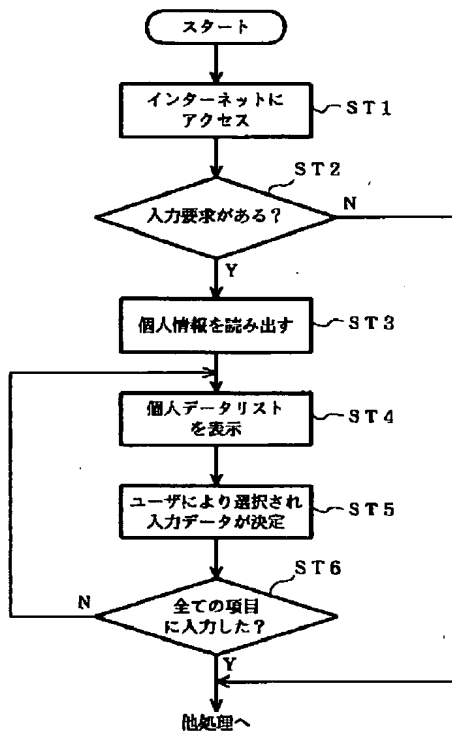 スタート
インターネットに
アクセス
ST1
ST2
入力要求がある?
N
Y
個人情報を読み出す
ST3
個人データリスト
を表示
ST4
ユーザにより選択され
入力データが決定
ST5
ST6
N
全ての項目
に入力した?
Y
他処理へ